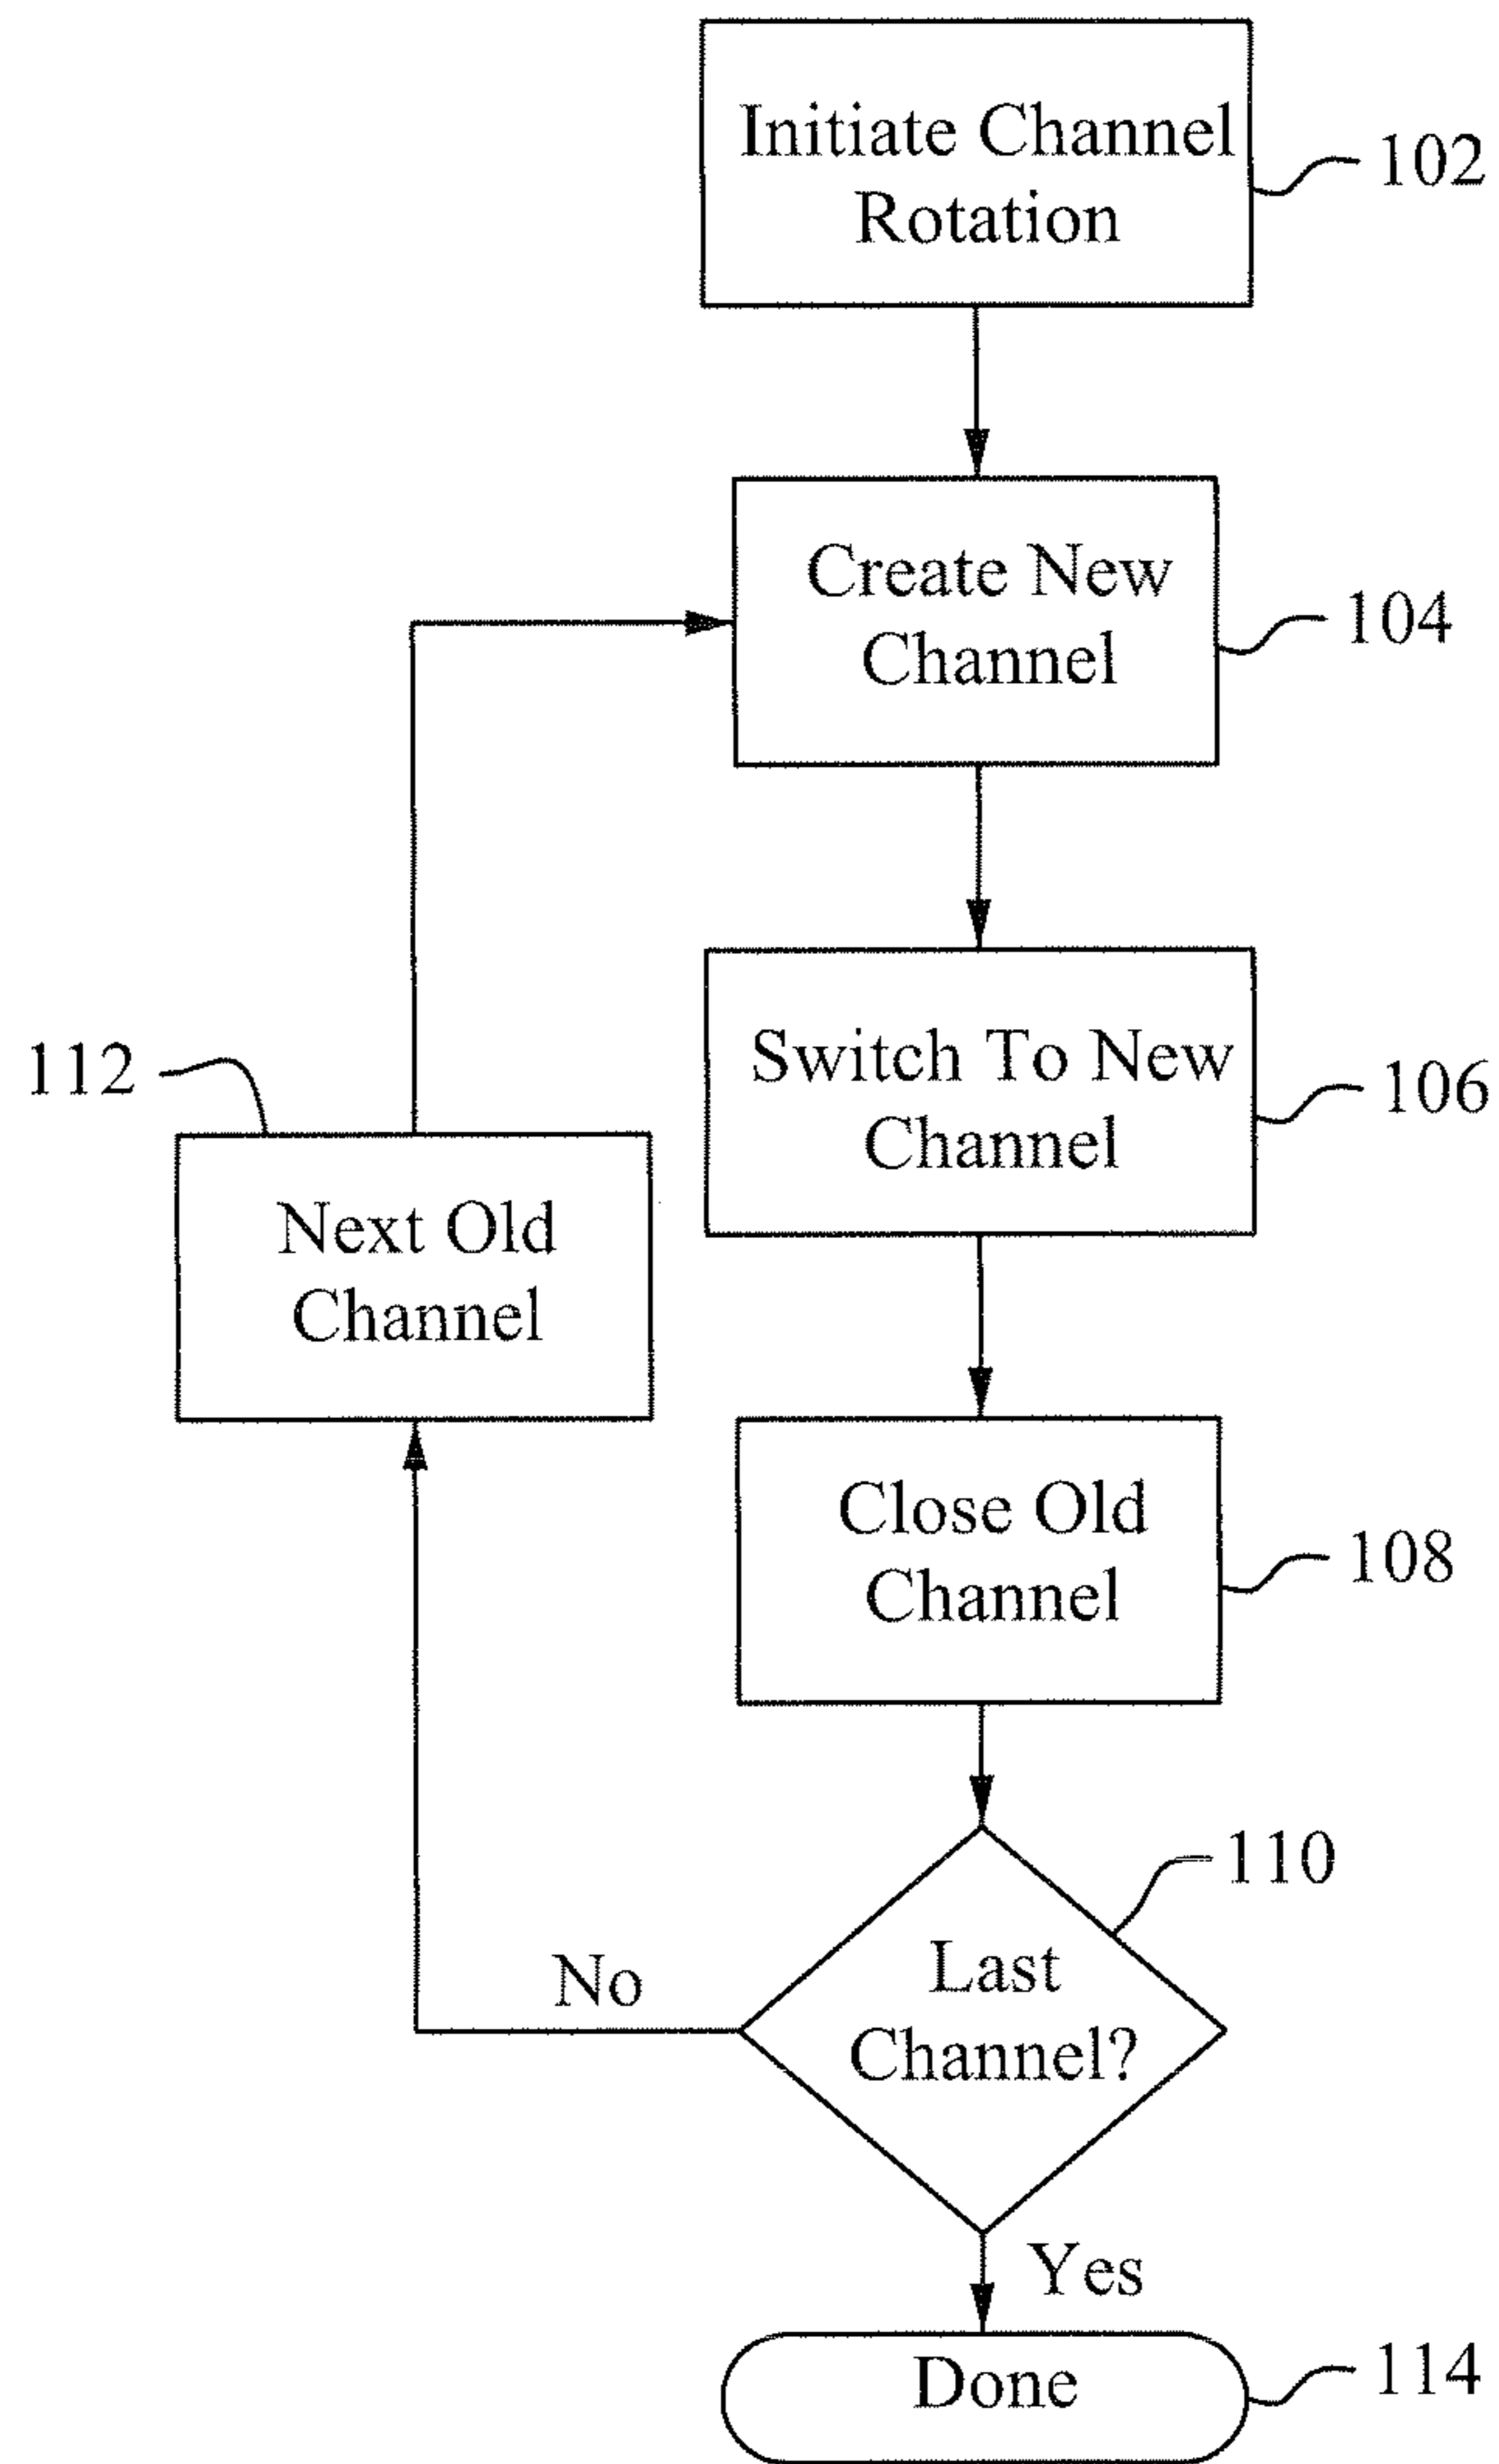 Initiate Channel
Rotation
102
Create New
Channel
104
Switch To New
Channel
106
112
Next Old
Channel
Close Old
Channel
108
110
Last
Channel?
No
Yes
Done
114